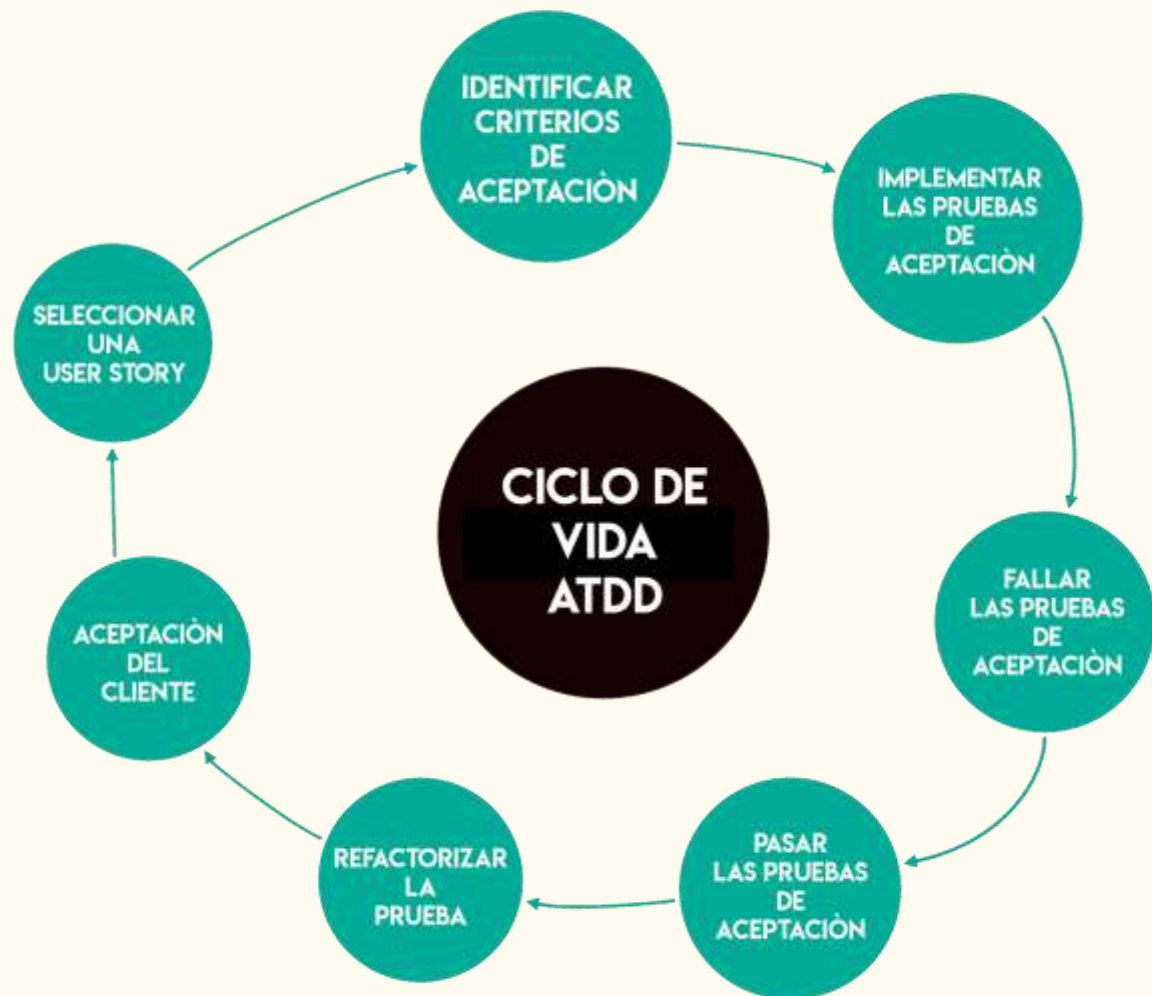 IDENTIFICAR
CRITERIOS
DE
ACEPTACIÒN
IMPLEMENTAR
LAS PRUEBAS
DE
ACEPTACIÒN
SELECCIONAR
UNA
USER STORY
CICLO DE
VIDA
ATDD
FALLAR
LAS PRUEBAS
DE
ACEPTACIÒN
ACEPTACIÒN
DEL
CLIENTE
PASAR
LAS PRUEBAS
DE
ACEPTACIÒN
REFACTORIZAR
LA
PRUEBA